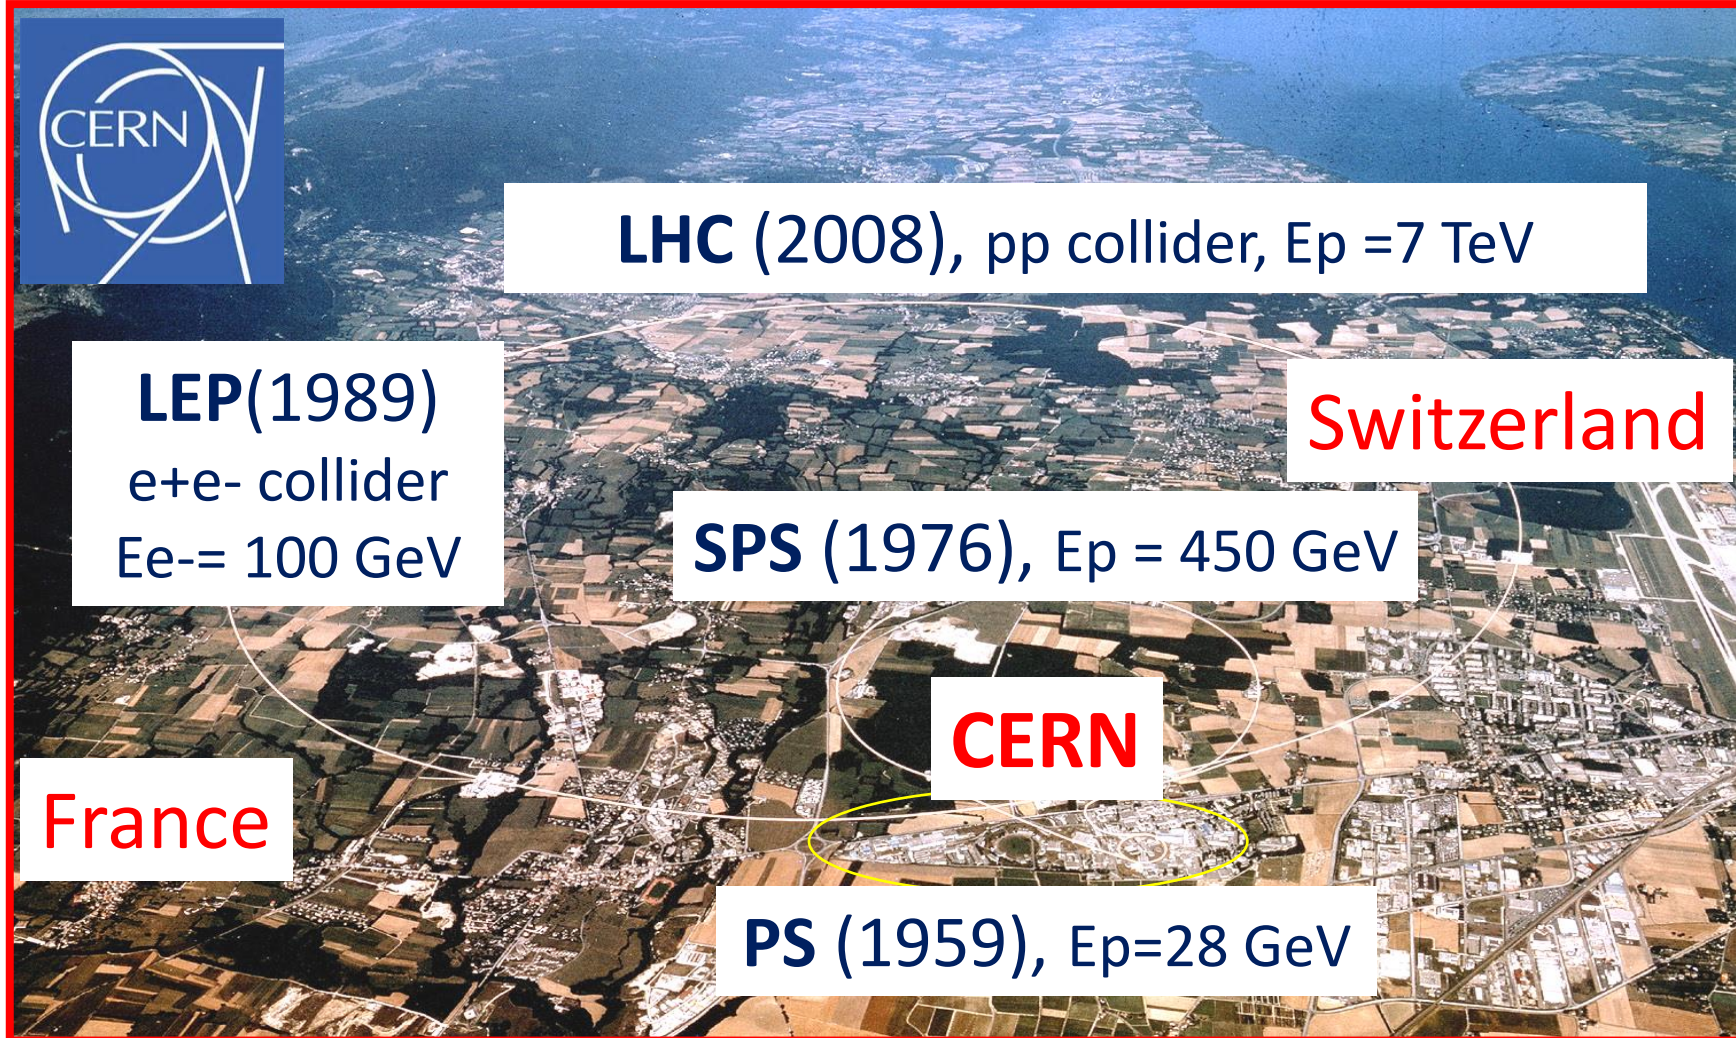 CERN
LHC (2008), pp collider, Ep =7 TeV
LEP(1989)
e+e- collider
Ee-= 100 GeV
Switzerland
SPS (1976), Ep = 450 GeV
CERN
France
PS (1959), Ep=28 GeV